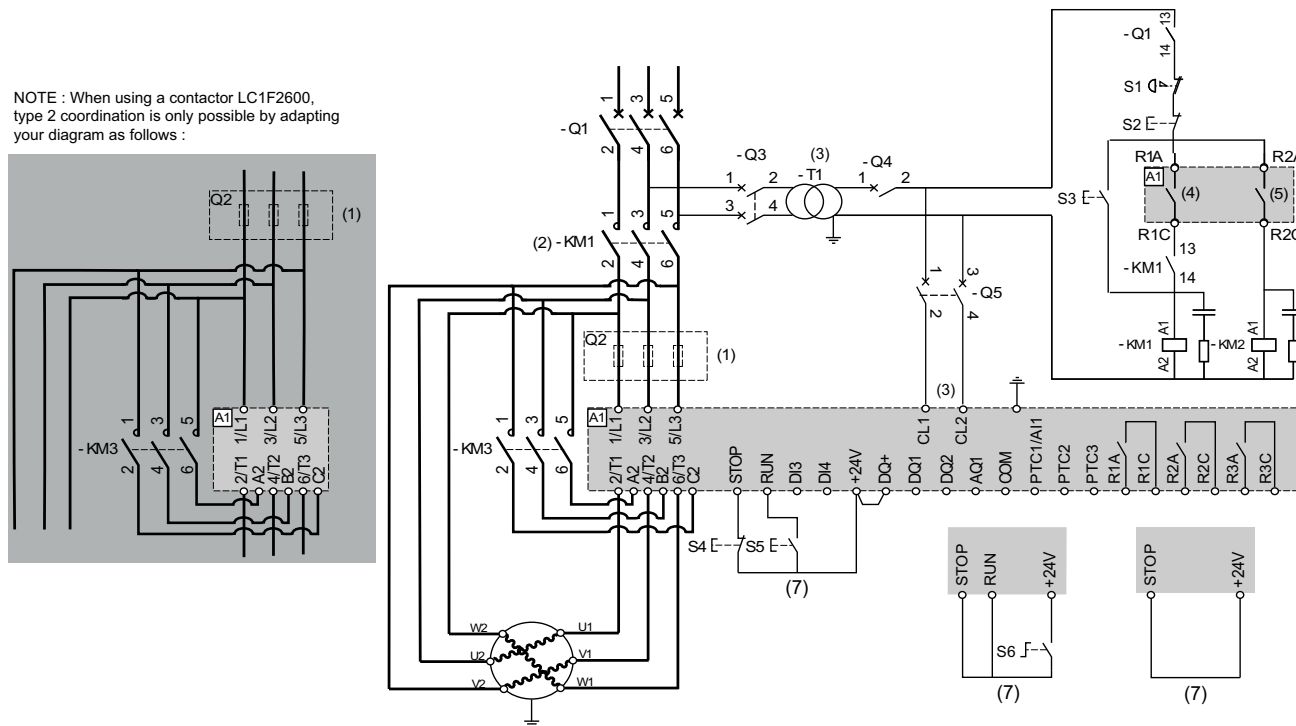 NOTE : When using a contactor LC1F2600,
type 2 coordination is only possible by adapting
your diagram as follows :
Q2
(1)
1 3 5
-KM3
2 4 6
A1
1/L1 3/L2 5/L3
2/T1 A2 4/T2 B2 6/T3 C2
1 3 5
-Q1
2 4 6
-Q3
1 2
3 4
(3)
-T1
-Q4
1 2
1 3 5
(2) -KM1
2 4 6
1 3
-Q5
2 4
Q2
(1)
(3)
13
-Q1
14
S1
S2
S3
R1A R2A
A1
(4) (5)
R1C R2C
13
-KM1
14
A1 A1
-KM1 -KM2
A2 A2
1 3 5
-KM3
2 4 6
A1
1/L1 3/L2 5/L3 CL1 CL2
2/T1 A2 4/T2 B2 6/T3 C2 STOP RUN DI3 DI4 +24V DQ+ DQ1 DQ2 AQ1 COM PTC1/AI1 PTC2 PTC3 R1A R1C R2A R2C R3A R3C
S4 S5
(7)
STOP RUN +24V
S6
(7)
STOP +24V
(7)
W2 U1
U2 V1
V2 W1